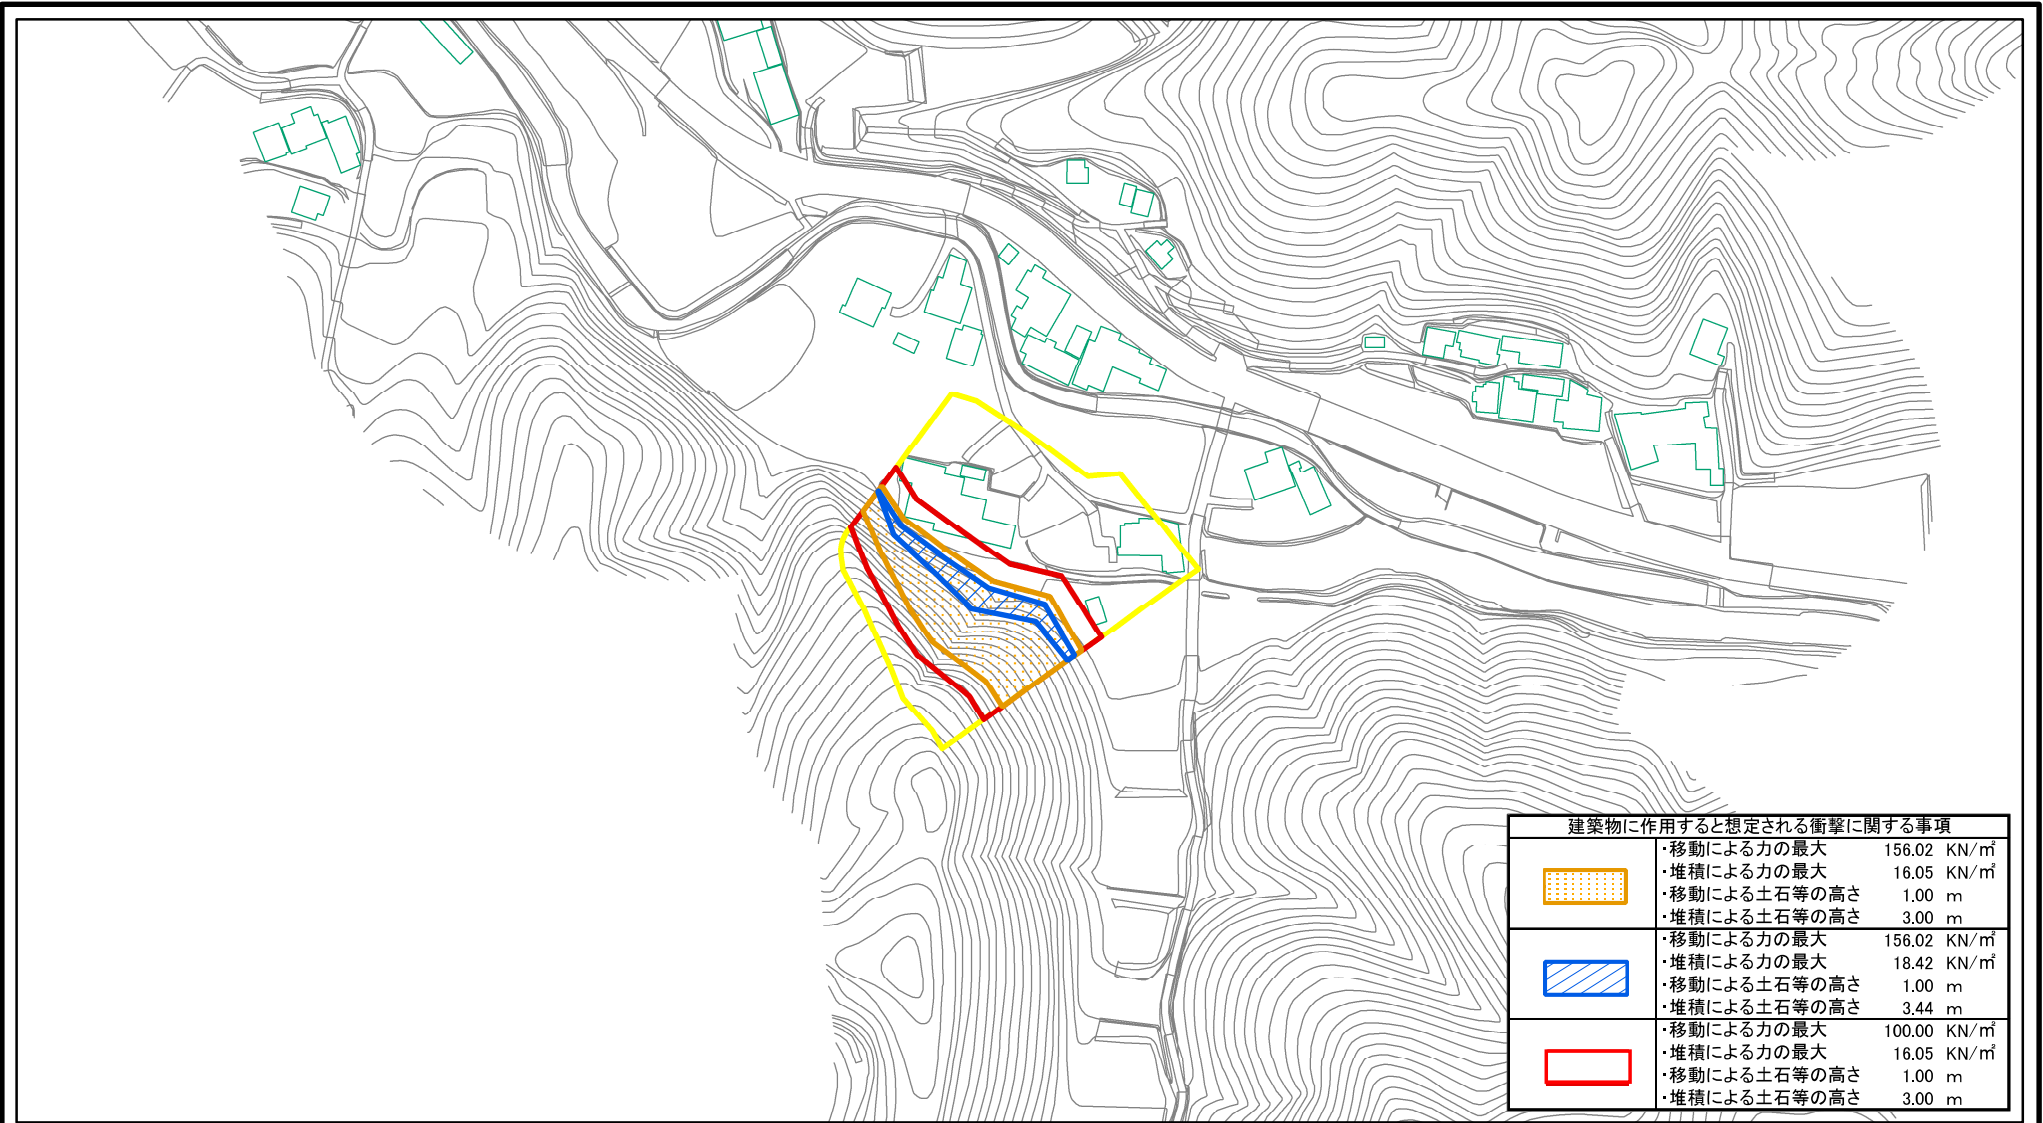 建築物に作用すると想定される衝撃に関する事項
・移動による力の最大 156.02 KN/㎡
・堆積による力の最大 16.05 KN/㎡
・移動による土石等の高さ 1.00 m
・堆積による土石等の高さ 3.00 m
・移動による力の最大 156.02 KN/㎡
・堆積による力の最大 18.42 KN/㎡
・移動による土石等の高さ 1.00 m
・堆積による土石等の高さ 3.44 m
・移動による力の最大 100.00 KN/㎡
・堆積による力の最大 16.05 KN/㎡
・移動による土石等の高さ 1.00 m
・堆積による土石等の高さ 3.00 m